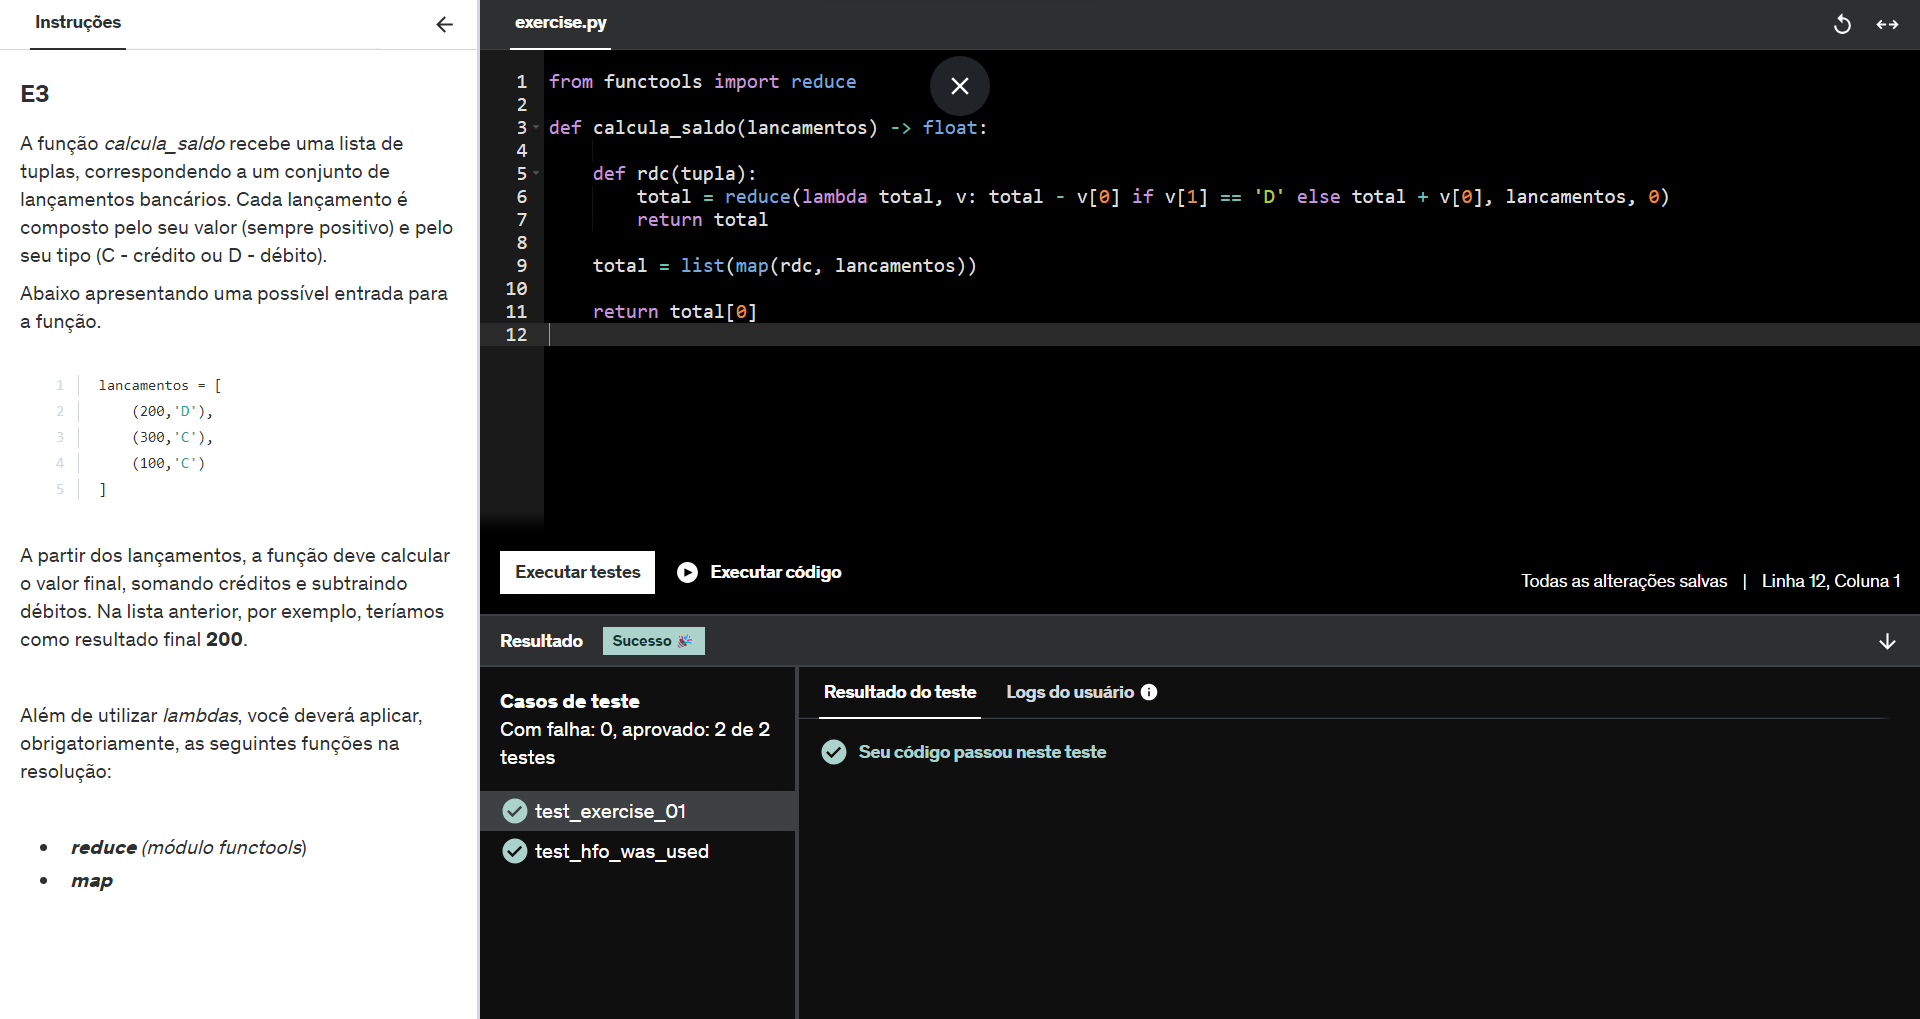 Instruções
E3
A função calcula_saldo recebe uma lista de
tuplas, correspondendo a um conjunto de
lançamentos bancários. Cada lançamento é
composto pelo seu valor (sempre positivo) e pelo
seu tipo (C - crédito ou D - débito).
Abaixo apresentando uma possível entrada para
a função.
1 lancamentos = [
2 (200,'D'),
3 (300,'C'),
4 (100,'C')
5 ]
A partir dos lançamentos, a função deve calcular
o valor final, somando créditos e subtraindo
débitos. Na lista anterior, por exemplo, teríamos
como resultado final 200.
Além de utilizar lambdas, você deverá aplicar,
obrigatoriamente, as seguintes funções na
resolução:
• reduce (módulo functools)
• map
exercise.py
1 from functools import reduce
2
3 def calcula_saldo(lancamentos) -> float:
4
5 def rdc(tupla):
6 total = reduce(lambda total, v: total - v[0] if v[1] == 'D' else total + v[0], lancamentos, 0)
7 return total
8
9 total = list(map(rdc, lancamentos))
10
11 return total[0]
12
Executar testes
Executar código
Todas as alterações salvas | Linha 12, Coluna 1
Resultado
Sucesso 🎉
Casos de teste
Com falha: 0, aprovado: 2 de 2
testes
test_exercise_01
test_hfo_was_used
Resultado do teste
Logs do usuário
Seu código passou neste teste